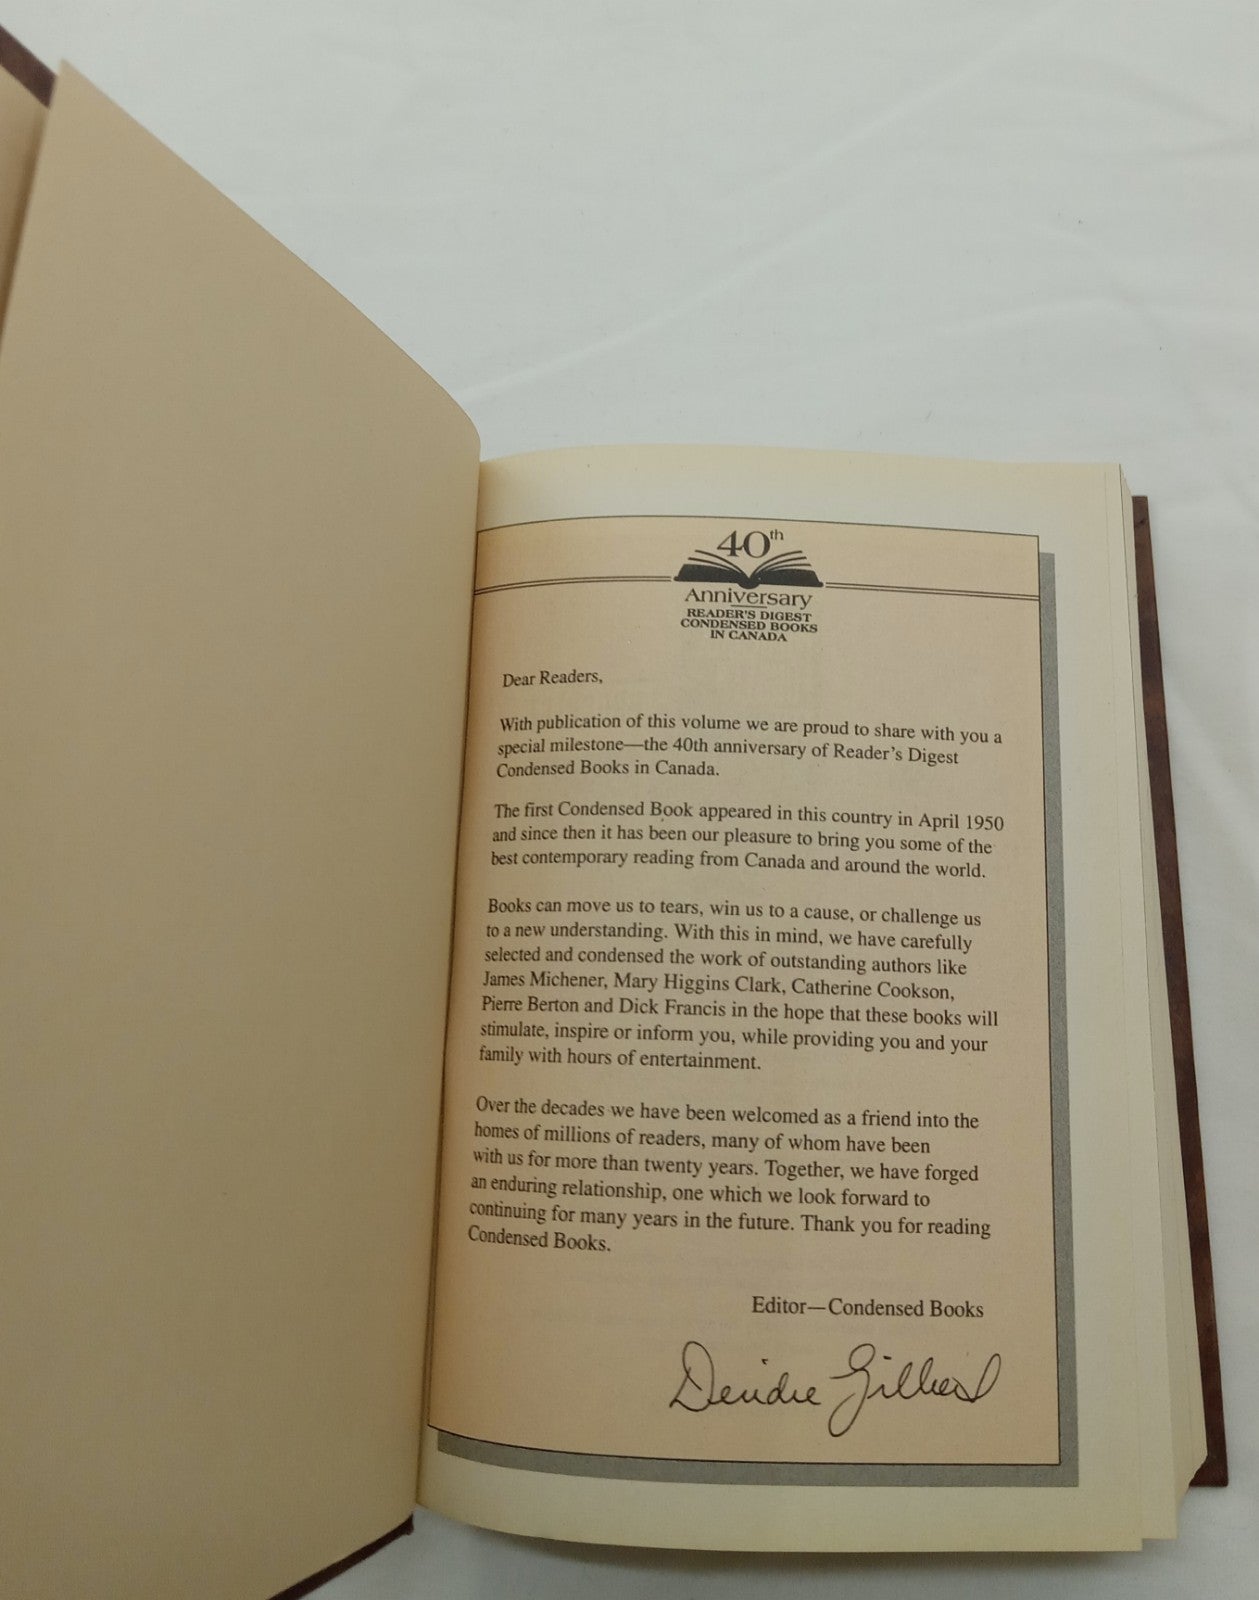 40th
Anniversary
READER'S DIGEST
CONDENSED BOOKS
IN CANADA
Dear Readers,
With publication of this volume we are proud to share with you a
special milestone—the 40th anniversary of Reader's Digest
Condensed Books in Canada.
The first Condensed Book appeared in this country in April 1950
and since then it has been our pleasure to bring you some of the
best contemporary reading from Canada and around the world.
Books can move us to tears, win us to a cause, or challenge us
to a new understanding. With this in mind, we have carefully
selected and condensed the work of outstanding authors like
James Michener, Mary Higgins Clark, Catherine Cookson,
Pierre Berton and Dick Francis in the hope that these books will
stimulate, inspire or inform you, while providing you and your
family with hours of entertainment.
Over the decades we have been welcomed as a friend into the
homes of millions of readers, many of whom have been
with us for more than twenty years. Together, we have forged
an enduring relationship, one which we look forward to
continuing for many years in the future. Thank you for reading
Condensed Books.
Editor—Condensed Books
Deirdre